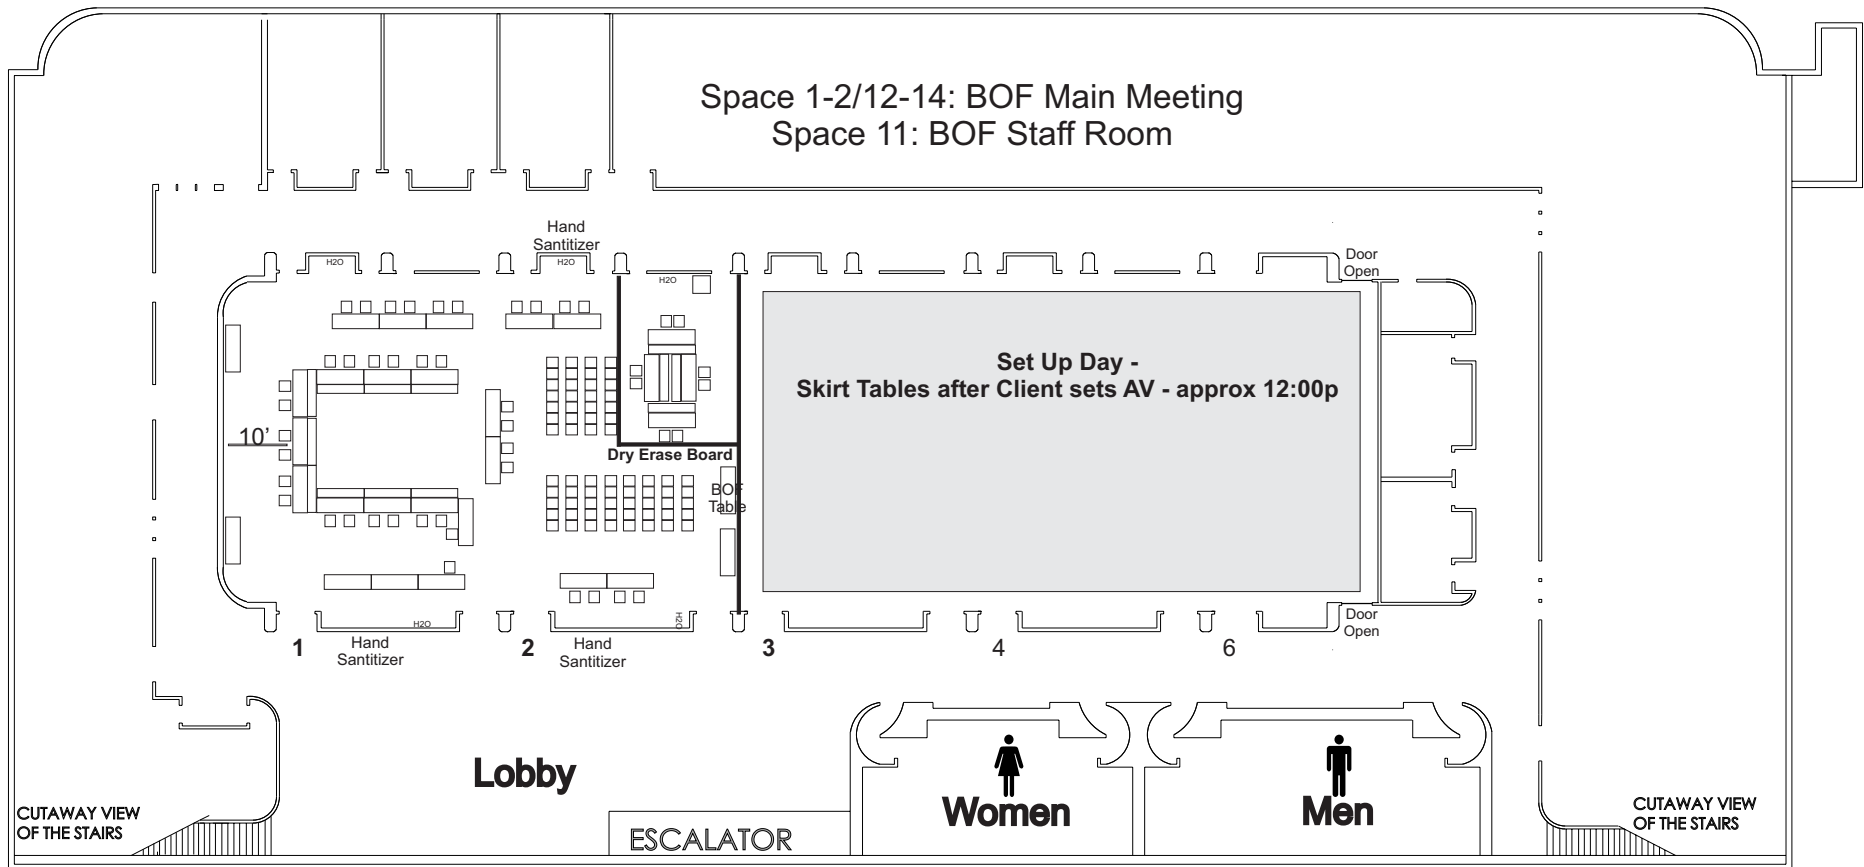 Space 1-2/12-14: BOF Main Meeting
Space 11: BOF Staff Room
Hand
Santitizer
H2O
H2O
H2O
Door
Open
Set Up Day -
Skirt Tables after Client sets AV - approx 12:00p
10’
Dry Erase Board
BOF
Table
H2O
H2O
Door
Open
1
Hand
Santitizer
2
Hand
Santitizer
3
4
6
Lobby
Women
Men
CUTAWAY VIEW
OF THE STAIRS
ESCALATOR
CUTAWAY VIEW
OF THE STAIRS